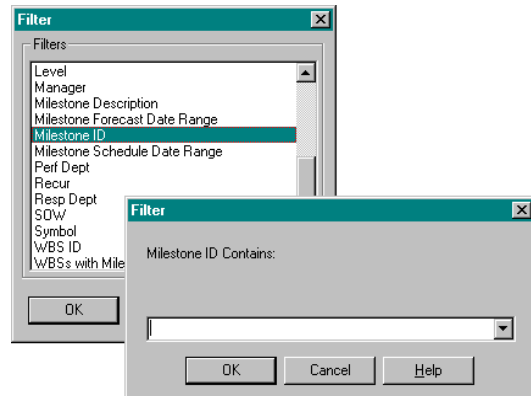 Filter
Filters
Level
Manager
Milestone Description
Milestone Forecast Date Range
Milestone ID
Milestone Schedule Date Range
Perf Dept
Recur
Resp Dept
SOW
Symbol
WBS ID
WBSs with Mile
OK
Filter
Milestone ID Contains:
OK Cancel Help